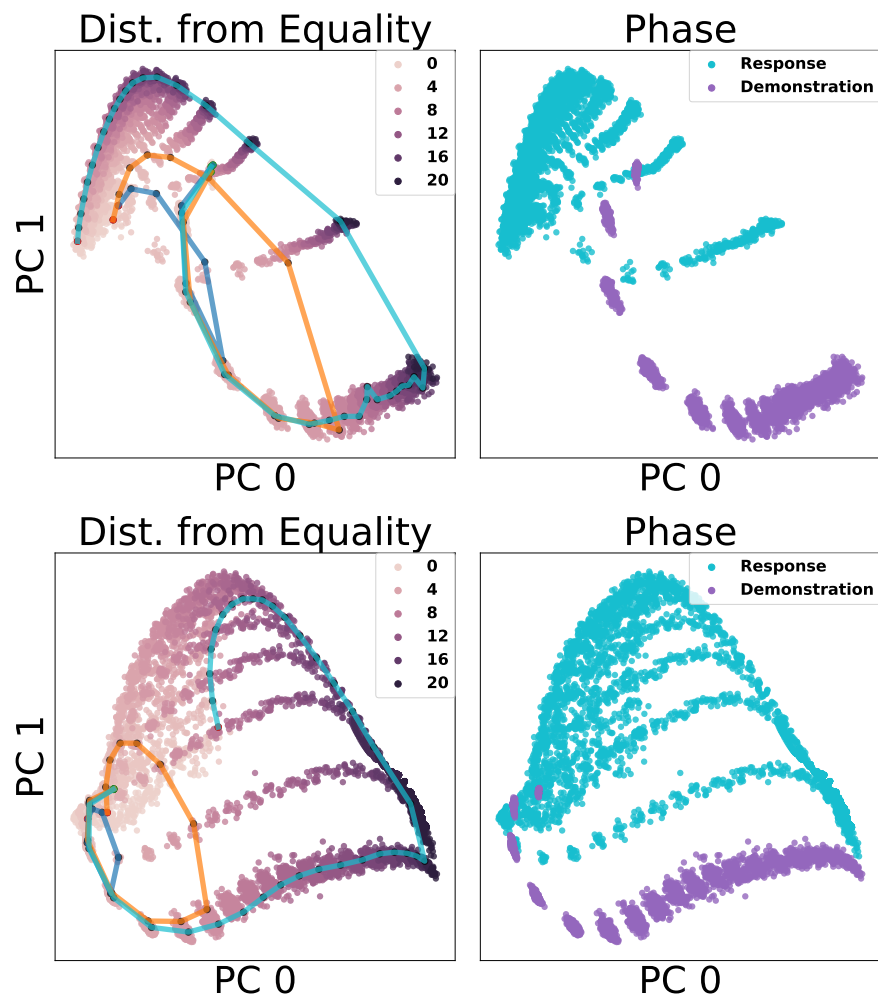 Dist. from Equality
Phase
0
4
8
12
16
20
Response
Demonstration
PC 1
PC 0
PC 0
Dist. from Equality
Phase
0
4
8
12
16
20
Response
Demonstration
PC 1
PC 0
PC 0